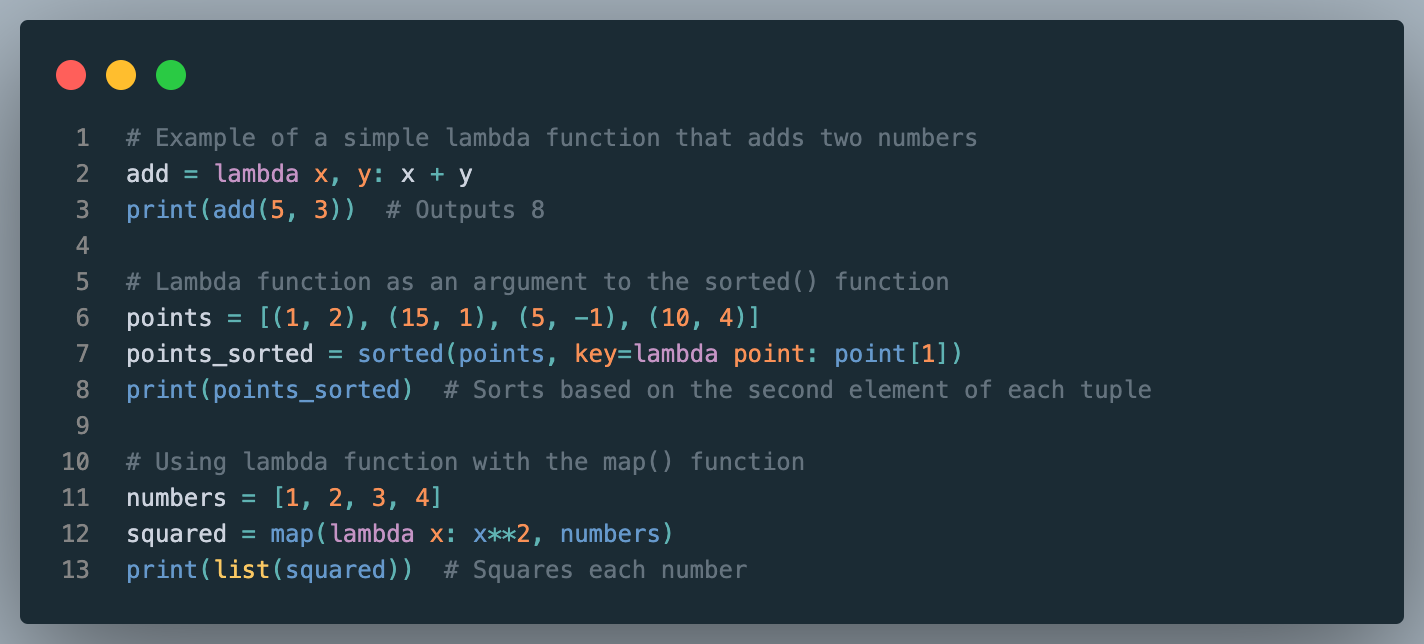 1 # Example of a simple lambda function that adds two numbers
2 add = lambda x, y: x + y
3 print(add(5, 3))  # Outputs 8
4
5 # Lambda function as an argument to the sorted() function
6 points = [(1, 2), (15, 1), (5, -1), (10, 4)]
7 points_sorted = sorted(points, key=lambda point: point[1])
8 print(points_sorted)  # Sorts based on the second element of each tuple
9
10 # Using lambda function with the map() function
11 numbers = [1, 2, 3, 4]
12 squared = map(lambda x: x**2, numbers)
13 print(list(squared))  # Squares each number